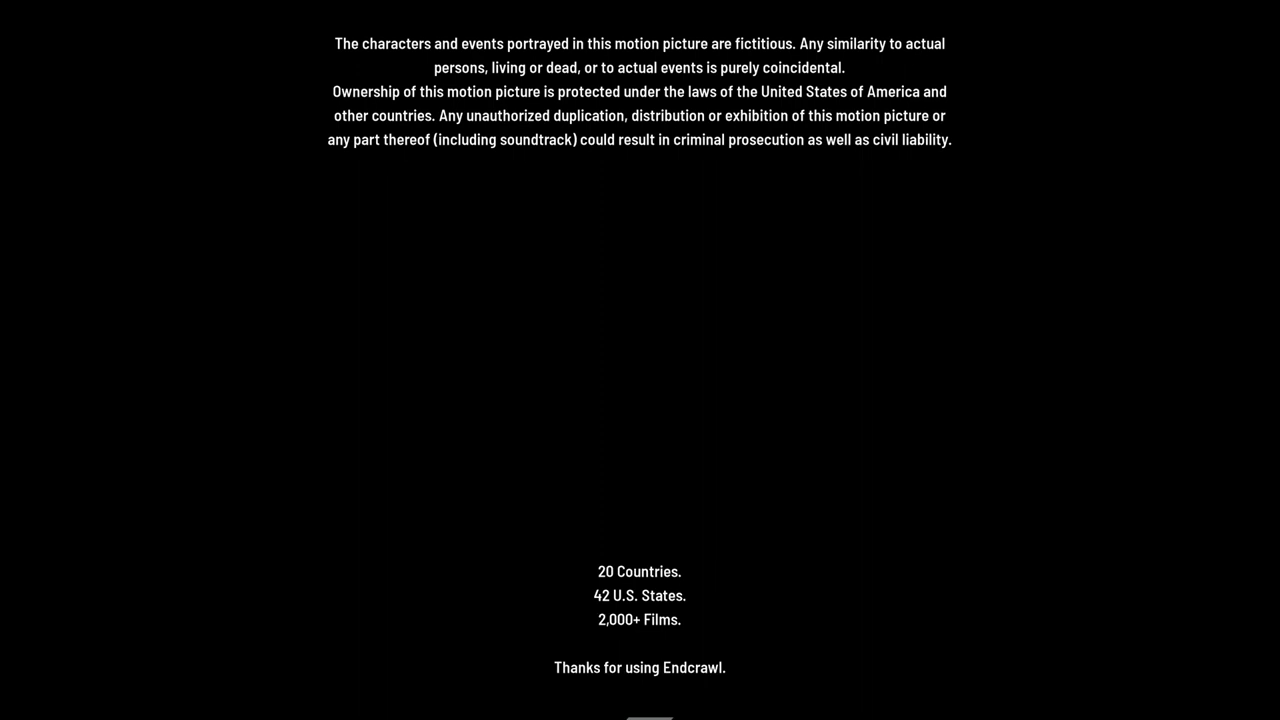 The characters and events portrayed in this motion picture are fictitious. Any similarity to actual
persons, living or dead, or to actual events is purely coincidental.
Ownership of this motion picture is protected under the laws of the United States of America and
other countries. Any unauthorized duplication, distribution or exhibition of this motion picture or
any part thereof (including soundtrack) could result in criminal prosecution as well as civil liability.
20 Countries.
42 U.S. States.
2,000+ Films.
Thanks for using Endcrawl.